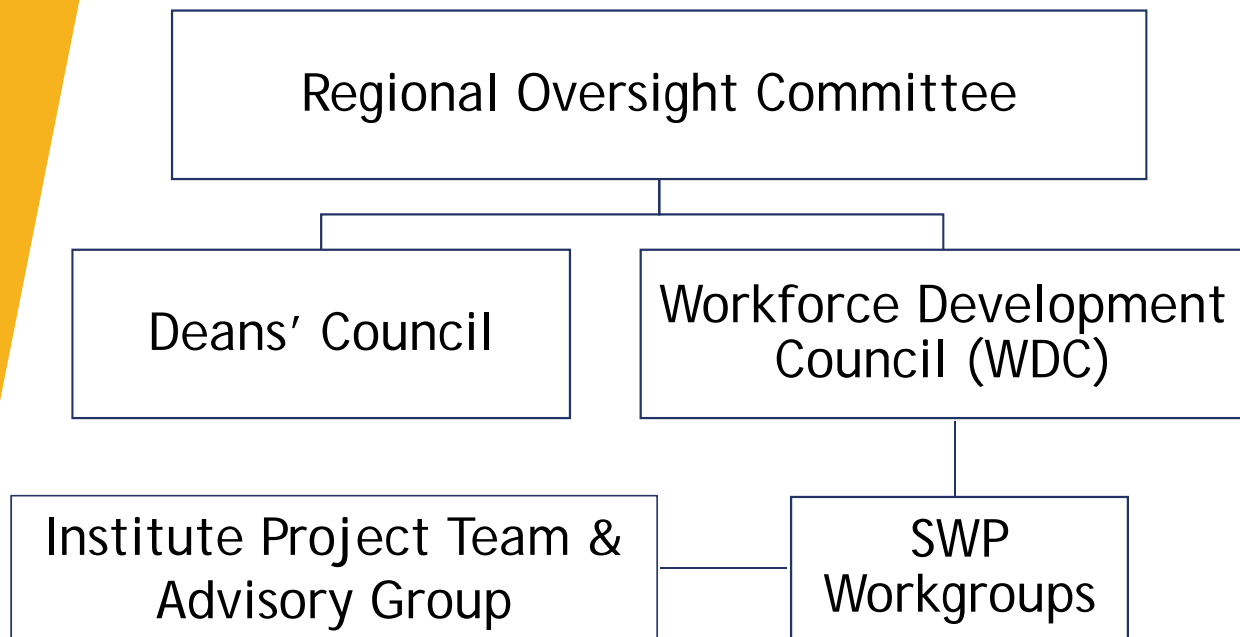 Regional Oversight Committee
Deans’ Council
Workforce Development
Council (WDC)
Institute Project Team &
Advisory Group
SWP
Workgroups